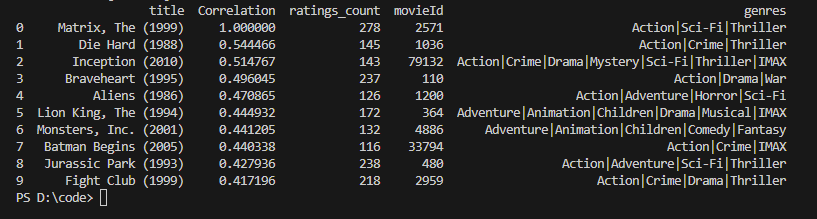 title Correlation ratings_count movieId genres
0 Matrix, The (1999) 1.000000 278 2571 Action|Sci-Fi|Thriller
1 Die Hard (1988) 0.544466 145 1036 Action|Crime|Thriller
2 Inception (2010) 0.514767 143 79132 Action|Crime|Drama|Mystery|Sci-Fi|Thriller|IMAX
3 Braveheart (1995) 0.496045 237 110 Action|Drama|War
4 Aliens (1986) 0.470865 126 1200 Action|Adventure|Horror|Sci-Fi
5 Lion King, The (1994) 0.444932 172 364 Adventure|Animation|Children|Drama|Musical|IMAX
6 Monsters, Inc. (2001) 0.441205 132 4886 Adventure|Animation|Children|Comedy|Fantasy
7 Batman Begins (2005) 0.440338 116 33794 Action|Crime|IMAX
8 Jurassic Park (1993) 0.427936 238 480 Action|Adventure|Sci-Fi|Thriller
9 Fight Club (1999) 0.417196 218 2959 Action|Crime|Drama|Thriller
PS D:\code>